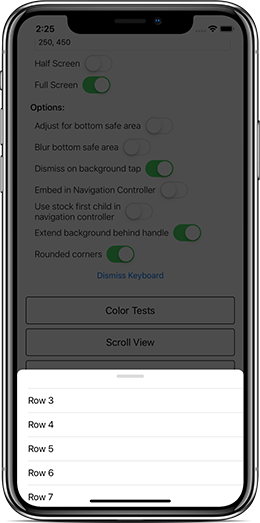 2:25
250, 450
Half Screen
Full Screen
Options:
Adjust for bottom safe area
Blur bottom safe area
Dismiss on background tap
Embed in Navigation Controller
Use stock first child in
navigation controller
Extend background behind handle
Rounded corners
Dismiss Keyboard
Color Tests
Scroll View
Row 3
Row 4
Row 5
Row 6
Row 7